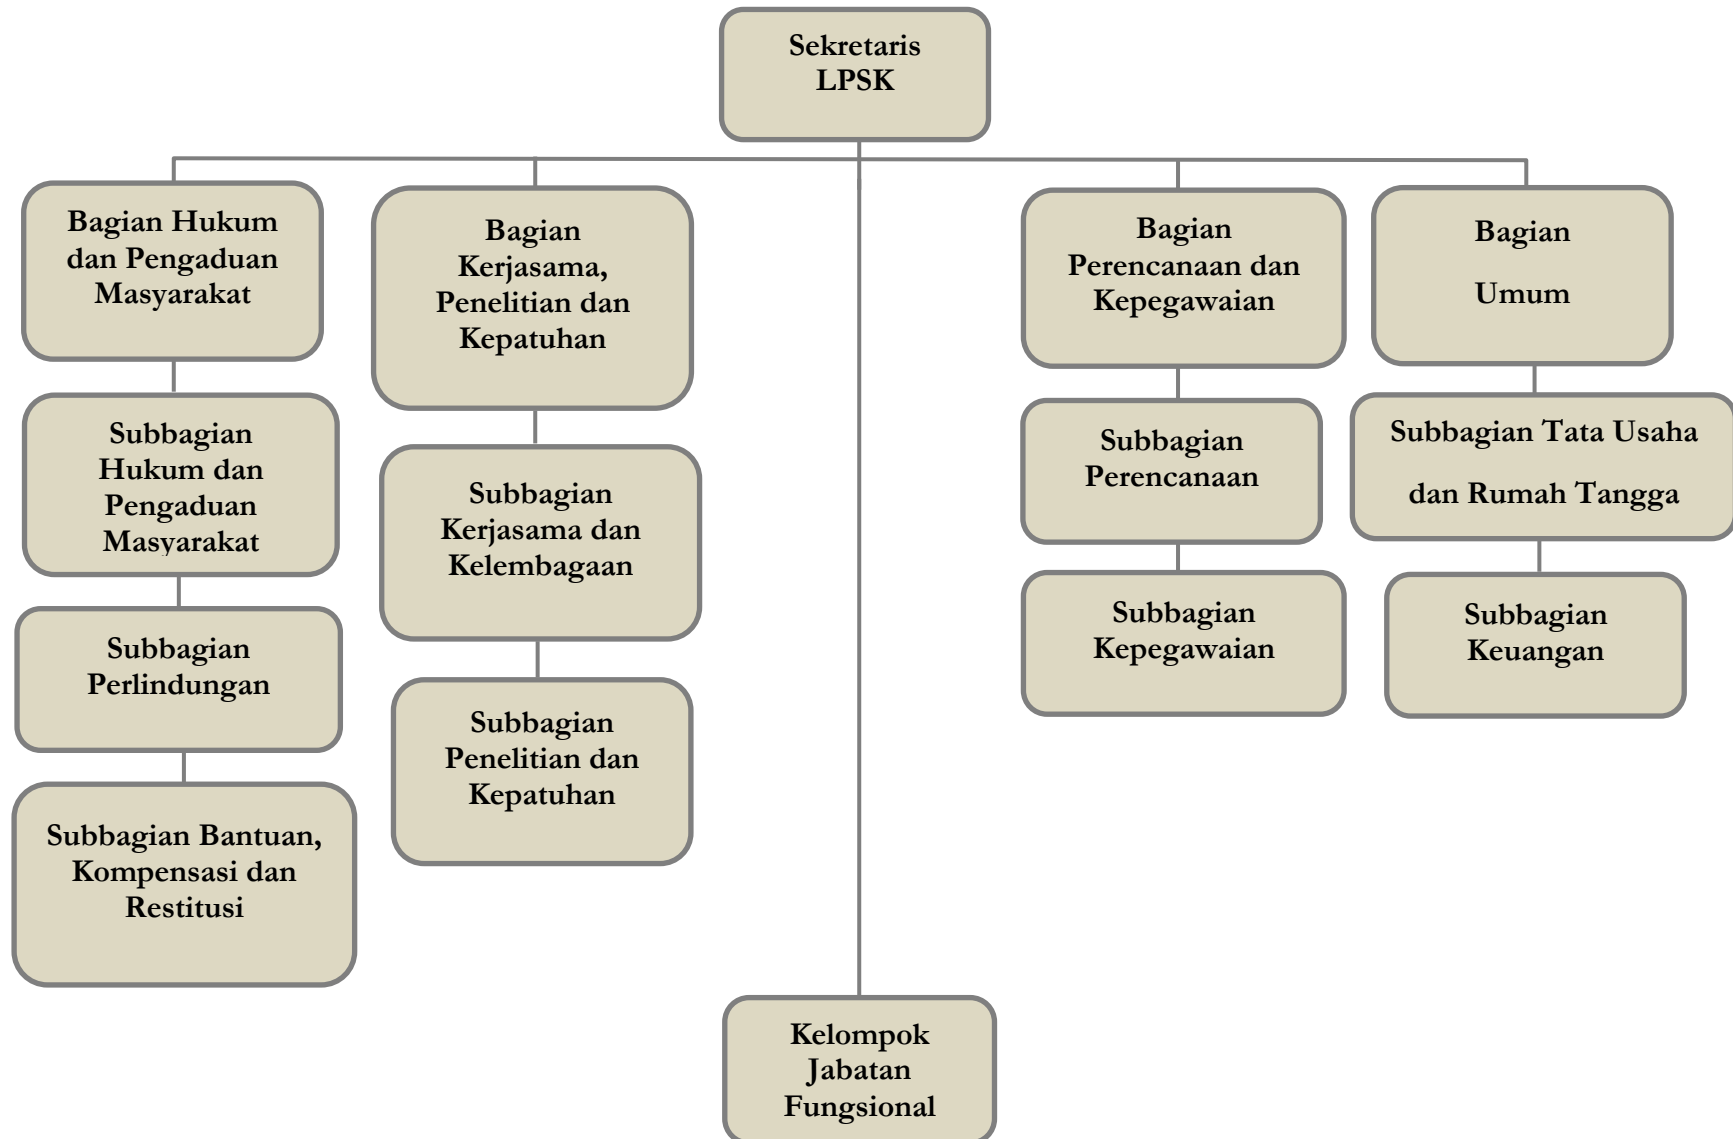 Sekretaris
LPSK
Bagian Hukum
dan Pengaduan
Masyarakat
Bagian
Kerjasama,
Penelitian dan
Kepatuhan
Bagian
Perencanaan dan
Kepegawaian
Bagian
Umum
Subbagian
Hukum dan
Pengaduan
Masyarakat
Subbagian
Kerjasama dan
Kelembagaan
Subbagian
Perencanaan
Subbagian Tata Usaha
dan Rumah Tangga
Subbagian
Perlindungan
Subbagian
Penelitian dan
Kepatuhan
Subbagian
Kepegawaian
Subbagian
Keuangan
Subbagian Bantuan,
Kompensasi dan
Restitusi
Kelompok
Jabatan
Fungsional